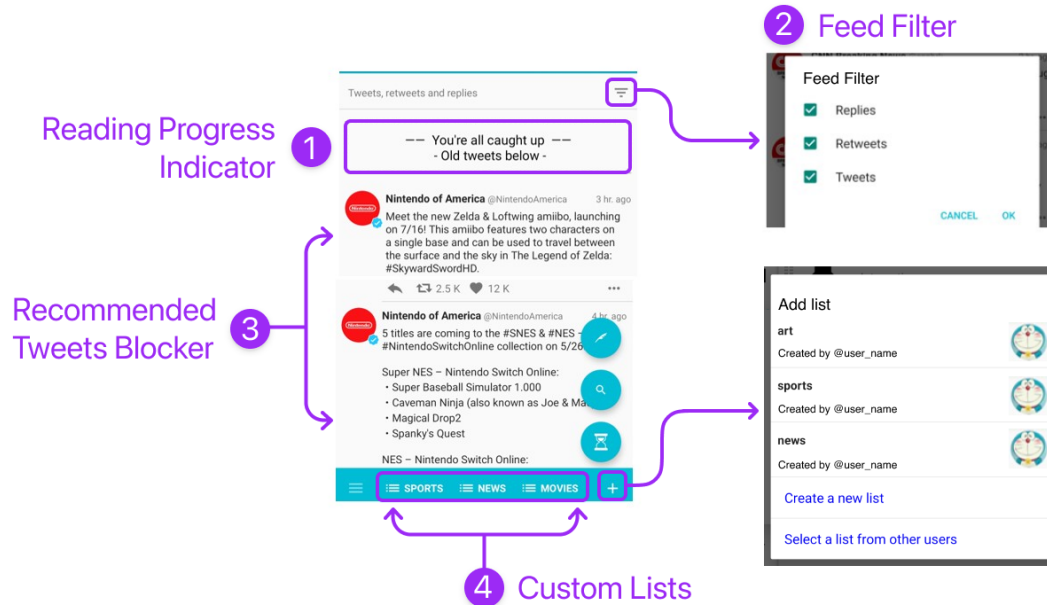 2 Feed Filter
Feed Filter
Replies
Retweets
Tweets
CANCEL OK
Reading Progress
Indicator
1
Tweets, retweets and replies
—— You're all caught up ——
- Old tweets below -
Nintendo of America @NintendoAmerica 3 hr. ago
Nintendo
Meet the new Zelda & Loftwing amiibo, launching
on 7/16! This amiibo features two characters on
a single base and can be used to travel between
the surface and the sky in The Legend of Zelda:
#SkywardSwordHD.
2.5 K 12 K
Recommended
Tweets Blocker
3
Nintendo of America @NintendoAmerica 4 hr. ago
Nintendo
5 titles are coming to the #SNES & #NES –
#NintendoSwitchOnline collection on 5/26
Super NES – Nintendo Switch Online:
• Super Baseball Simulator 1.000
• Caveman Ninja (also known as Joe & Ma
• Magical Drop2
• Spanky's Quest
NES – Nintendo Switch Online:
SPORTS NEWS MOVIES +
4 Custom Lists
Add list
art
Created by @user_name
sports
Created by @user_name
news
Created by @user_name
Create a new list
Select a list from other users